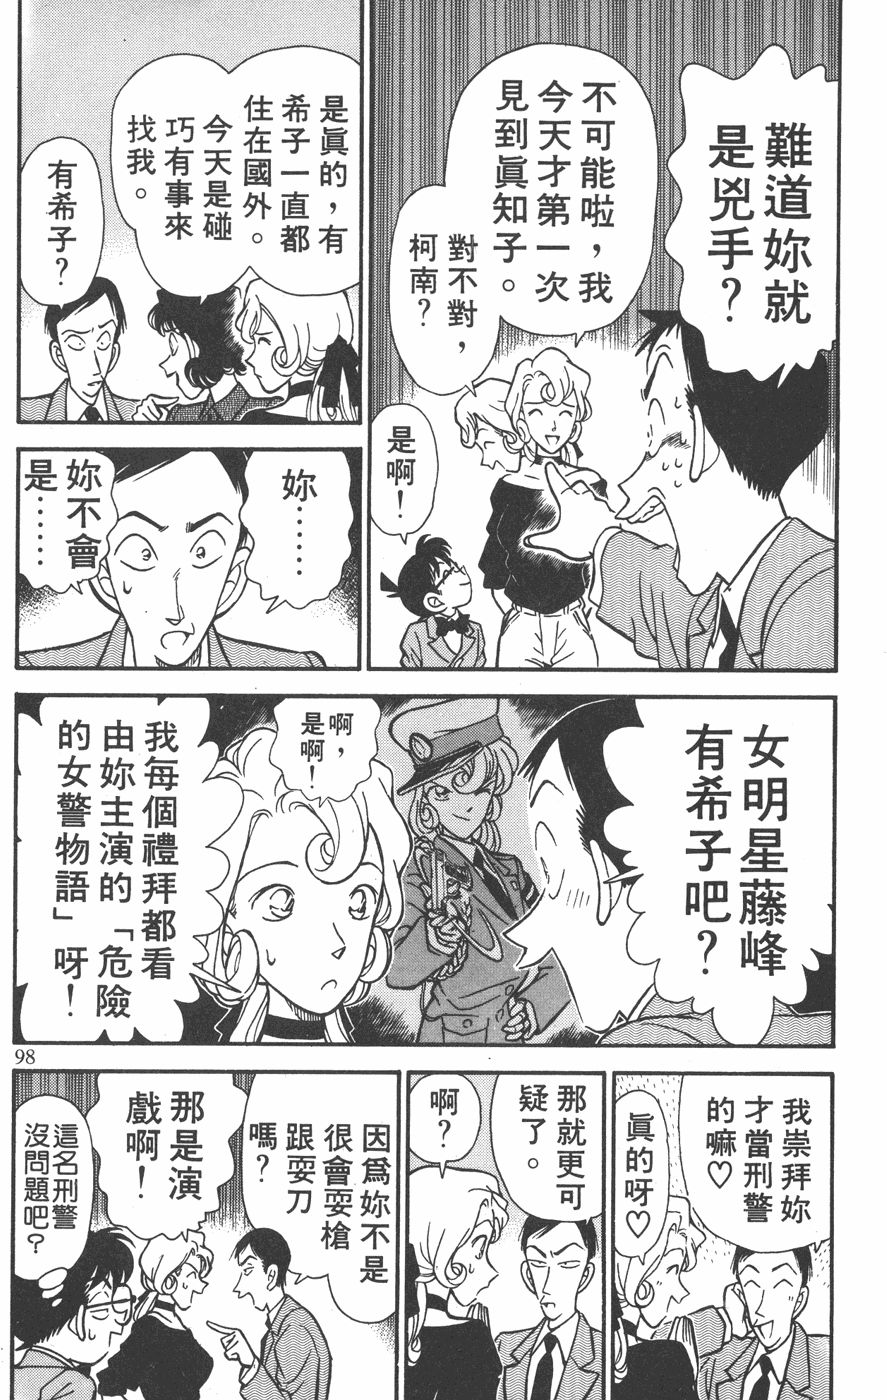 難道妳就
是兇手?
不可能啦,我
今天才第一次
見到眞知子。
對不對,
柯南?
是啊!
是眞的,有
希子一直都
住在國外。
今天是碰
巧有事來
找我。
有希子?
妳……
妳不會
是……
女明星藤峰
有希子吧?
啊,
是啊!
我每個禮拜都看
由妳主演的「危險
的女警物語」呀!
98
我崇拜妳
才當刑警
的嘛♡
眞的呀♡
那就更可
疑了。
啊?
因爲妳不是
很會耍槍
跟耍刀
嗎?
那是演
戲啊!
這名刑警
沒問題吧?